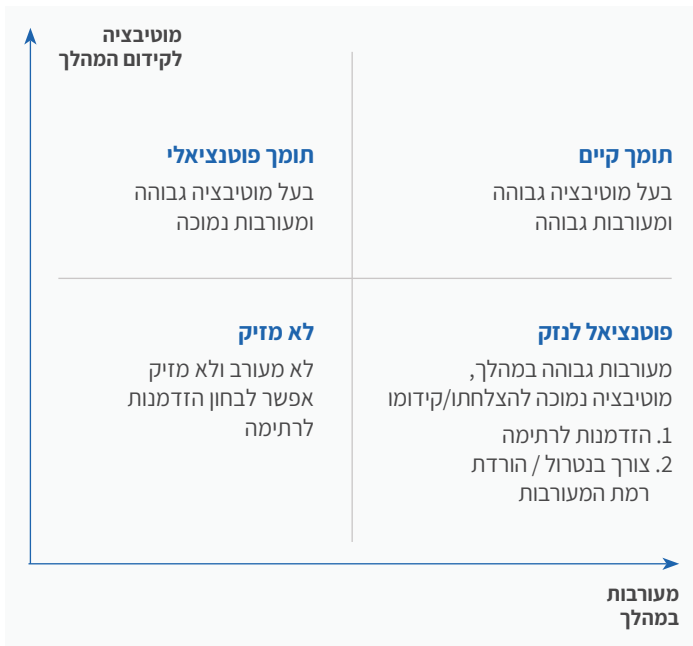 מוטיבציה
לקידום המהלך
תומך קיים
בעל מוטיבציה גבוהה
ומעורבות גבוהה
תומך פוטנציאלי
בעל מוטיבציה גבוהה
ומעורבות נמוכה
פוטנציאל לנזק
מעורבות גבוהה במהלך,
מוטיבציה נמוכה להצלחתו/קידומו
1. הזדמנות לרתימה
2. צורך בנטרול / הורדת
רמת המעורבות
לא מזיק
לא מעורב ולא מזיק
אפשר לבחון הזדמנות
לרתימה
מעורבות
במהלך